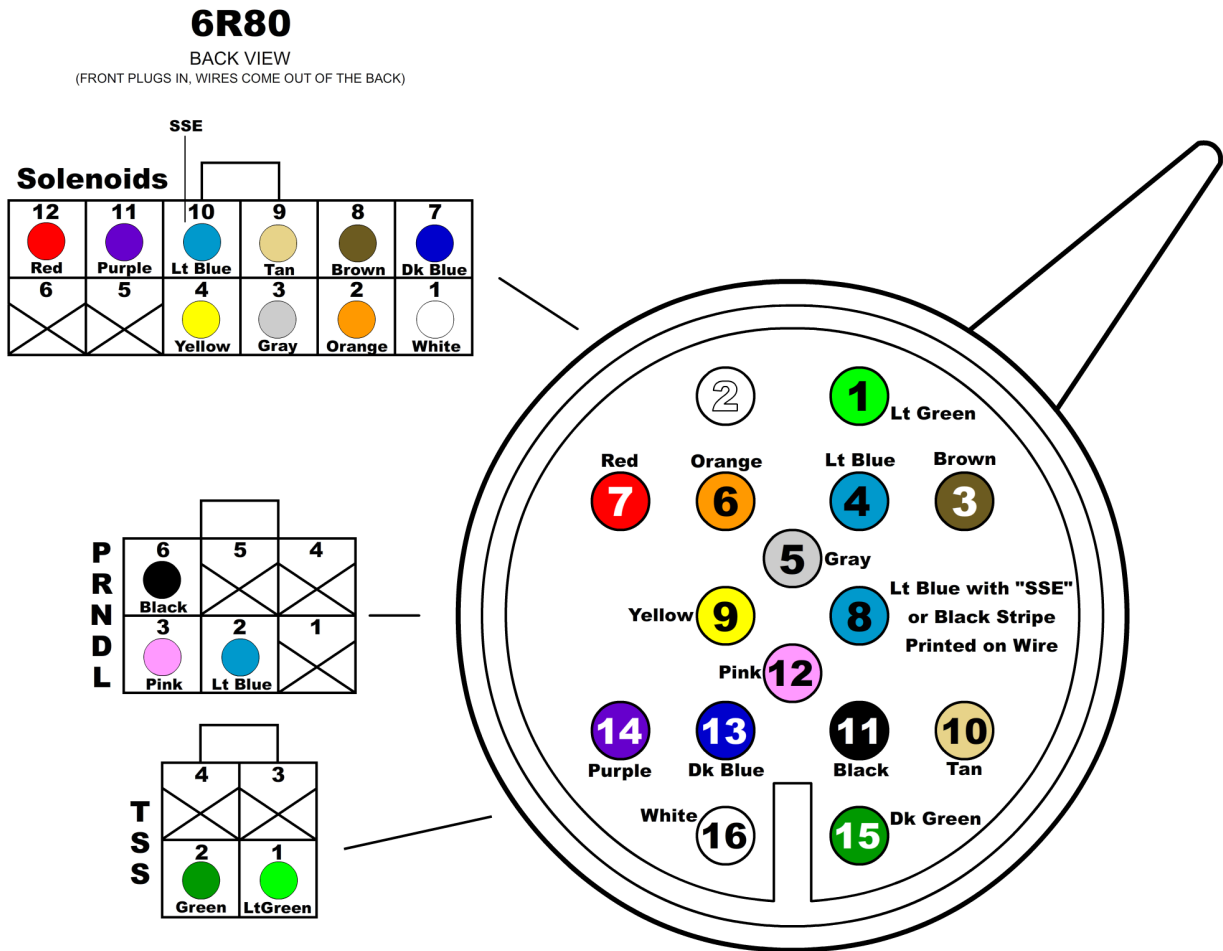 6R80
BACK VIEW
(FRONT PLUGS IN, WIRES COME OUT OF THE BACK)
SSE
Solenoids
12 11 10 9 8 7
Red Purple Lt Blue Tan Brown Dk Blue
6 5 4 3 2 1
Yellow Gray Orange White
2 1
Lt Green
Red Orange Lt Blue Brown
7 6 4 3
5 Gray
Yellow 9 8
Lt Blue with "SSE"
or Black Stripe
Printed on Wire
Pink 12
14 13 11 10
Purple Dk Blue Black Tan
White 16 15 Dk Green
P
R
N
D
L
6 5 4
Black
3 2 1
Pink Lt Blue
T
S
S
4 3
2 1
Green LtGreen